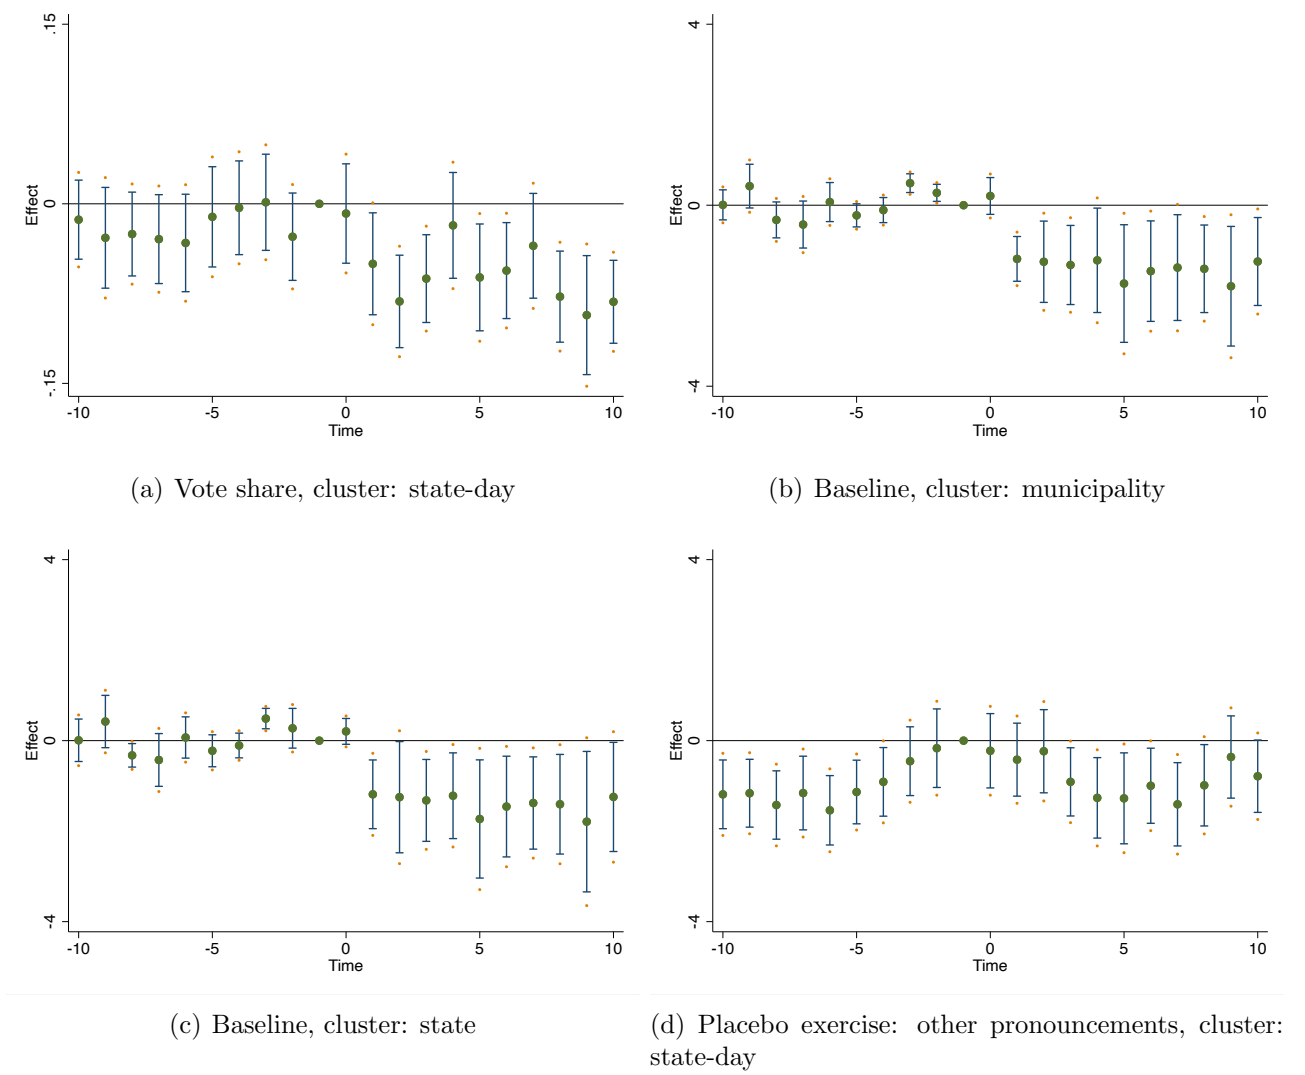 .15
0
-.15
Effect
-10 -5 0 5 10
Time
(a) Vote share, cluster: state-day
4
0
-4
Effect
-10 -5 0 5 10
Time
(b) Baseline, cluster: municipality
4
0
-4
Effect
-10 -5 0 5 10
Time
(c) Baseline, cluster: state
4
0
-4
Effect
-10 -5 0 5 10
Time
(d) Placebo exercise: other pronouncements, cluster:
state-day